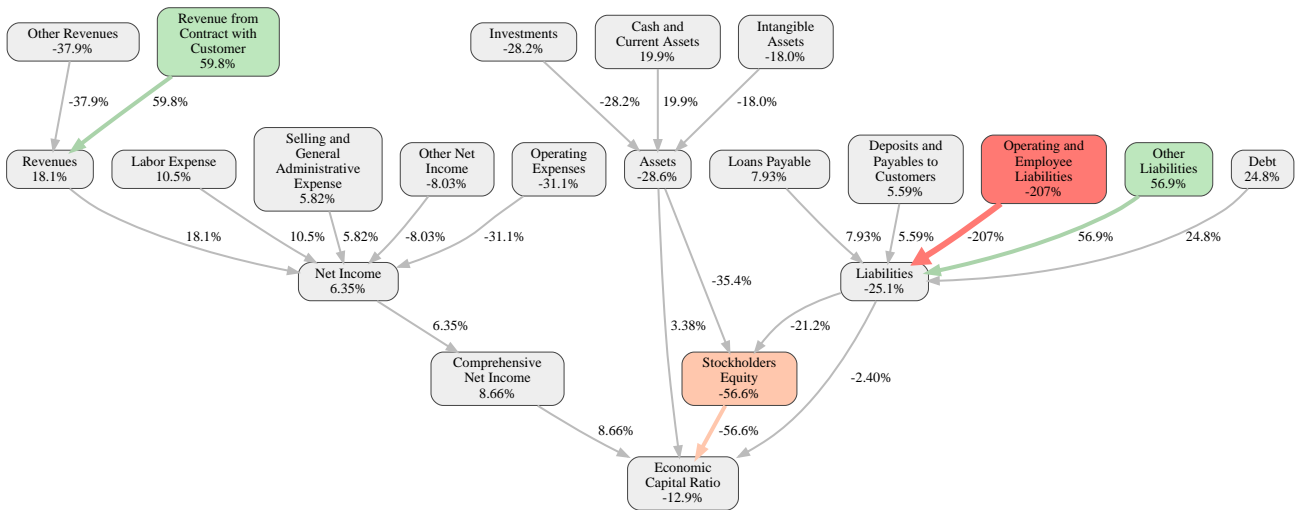 Other Revenues
-37.9%
Revenue from
Contract with
Customer
59.8%
Investments
-28.2%
Cash and
Current Assets
19.9%
Intangible
Assets
-18.0%
-37.9%
59.8%
-28.2%
19.9%
-18.0%
Revenues
18.1%
Labor Expense
10.5%
Selling and
General
Administrative
Expense
5.82%
Other Net
Income
-8.03%
Operating
Expenses
-31.1%
Assets
-28.6%
Loans Payable
7.93%
Deposits and
Payables to
Customers
5.59%
Operating and
Employee
Liabilities
-207%
Other
Liabilities
56.9%
Debt
24.8%
18.1%
10.5%
5.82%
-8.03%
-31.1%
7.93%
5.59%
-207%
56.9%
24.8%
Net Income
6.35%
-35.4%
Liabilities
-25.1%
6.35%
3.38%
-21.2%
Comprehensive
Net Income
8.66%
Stockholders
Equity
-56.6%
-2.40%
8.66%
-56.6%
Economic
Capital Ratio
-12.9%